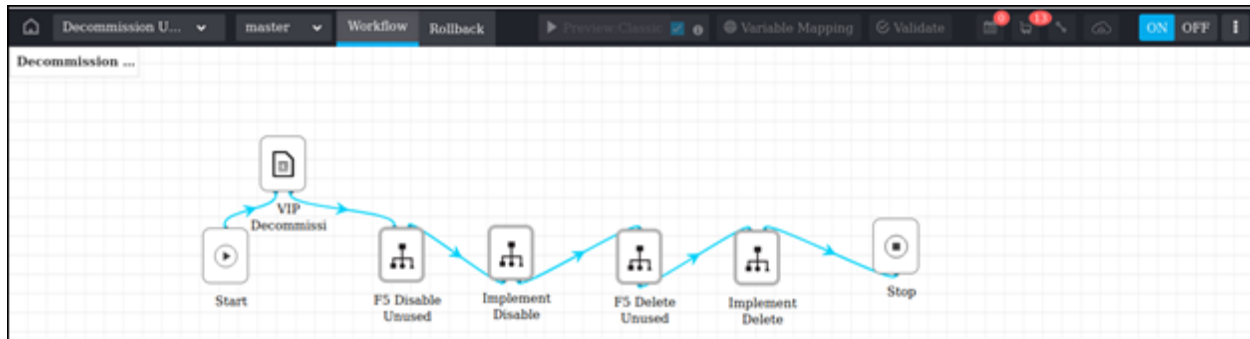 Decommission U...
master
Workflow
Rollback
Preview:Classic
Variable Mapping
Validate
0
13
ON
OFF
Decommission ...
VIP
Decommissi
Start
F5 Disable
Unused
Implement
Disable
F5 Delete
Unused
Implement
Delete
Stop